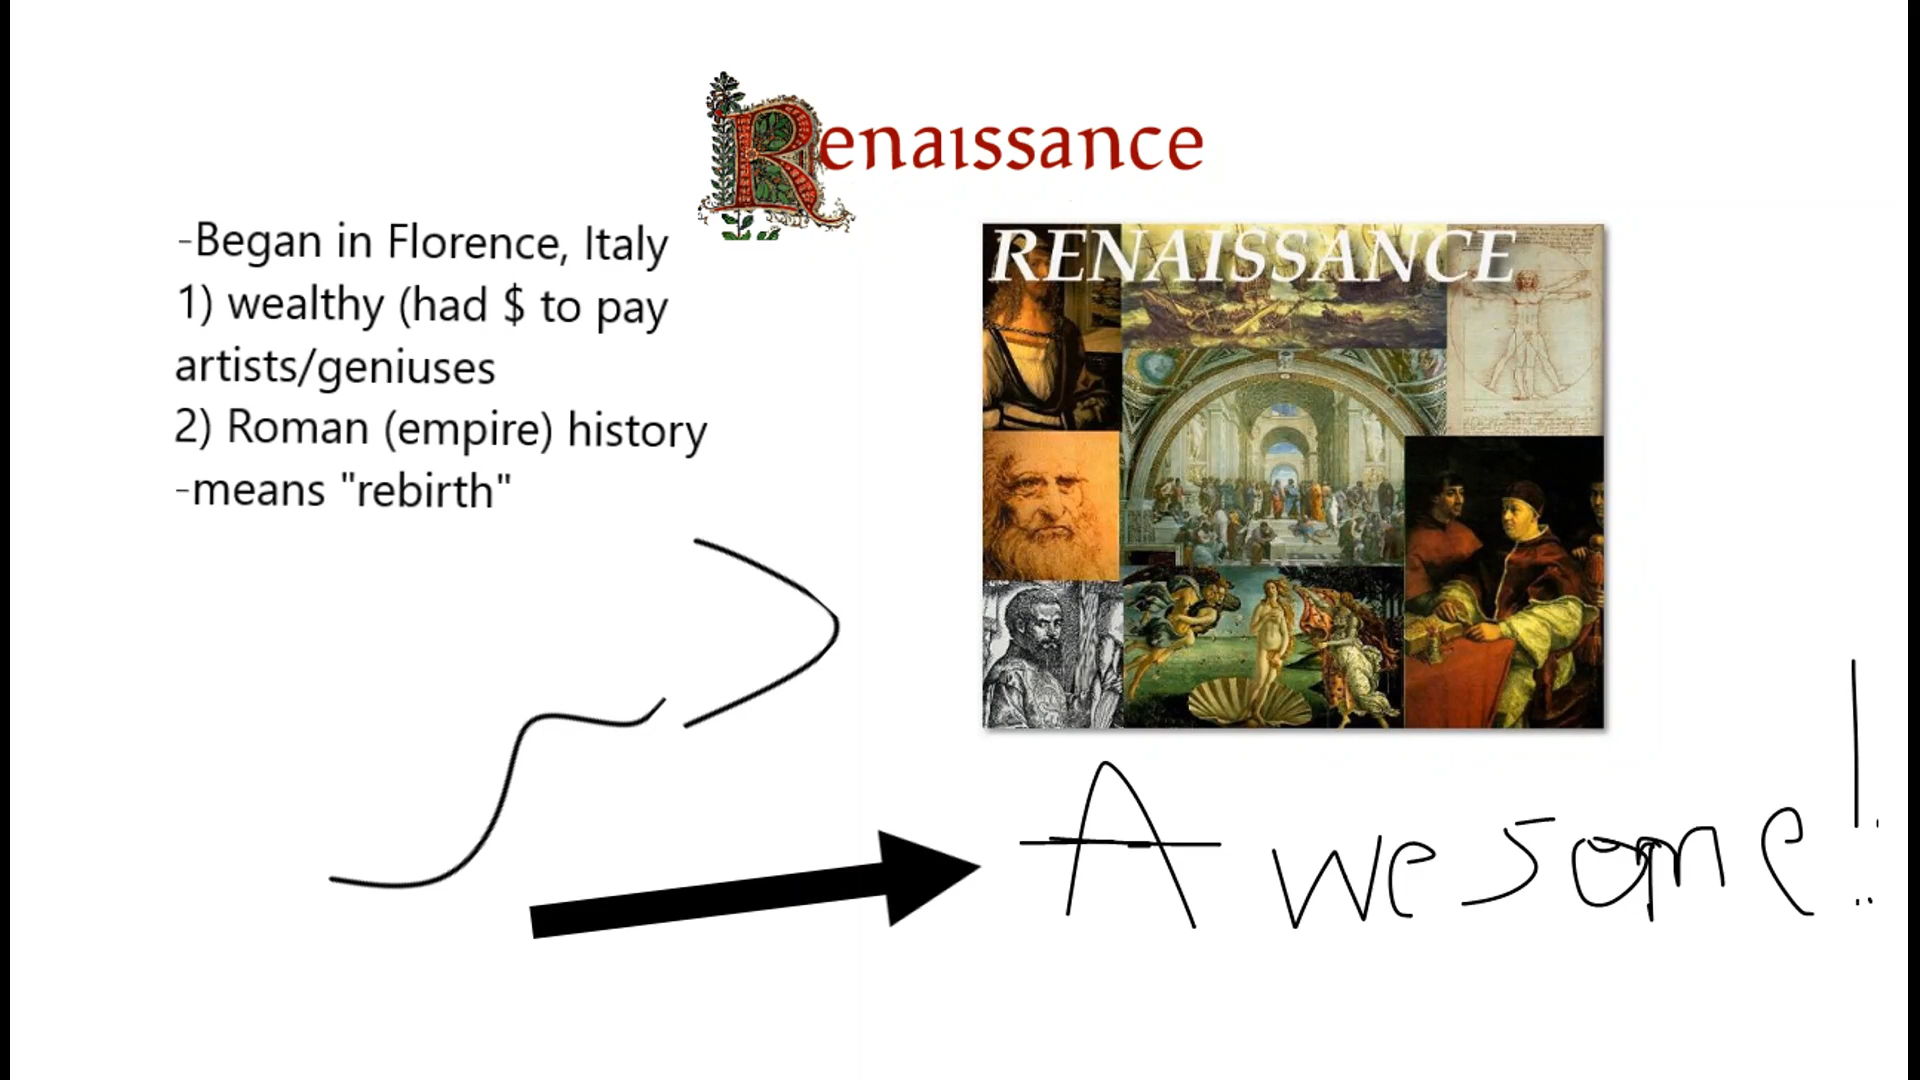 Renaissance
-Began in Florence, Italy
1) wealthy (had $ to pay
artists/geniuses
2) Roman (empire) history
-means "rebirth"
RENAISSANCE
Awesome!